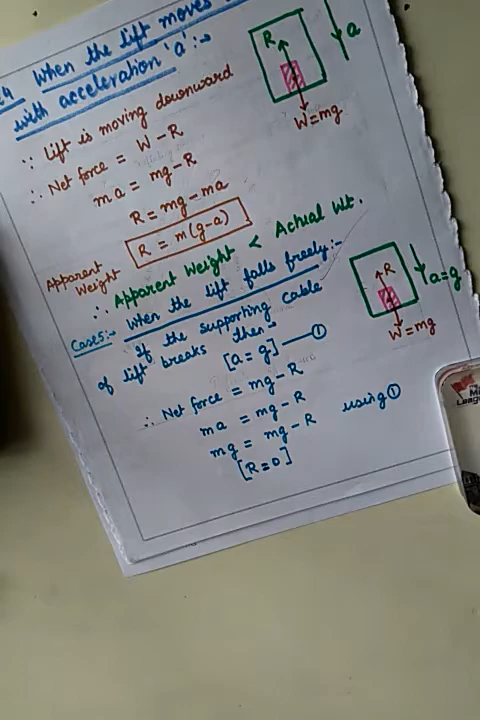 4 When the lift moves
with acceleration 'a' :-
∵ Lift is moving downward
∴ Net force = W - R
ma = mg - R
R = mg - ma
Apparent Weight R = m(g-a)
∴ Apparent Weight < Actual Wt.
R
a
W = mg
Case5:- When the lift falls freely:-
If the supporting cable
of lift breaks then
[a = g] — ①
∴ Net force = mg - R
ma = mg - R
mg = mg - R using ①
[R = 0]
R
a = g
W = mg